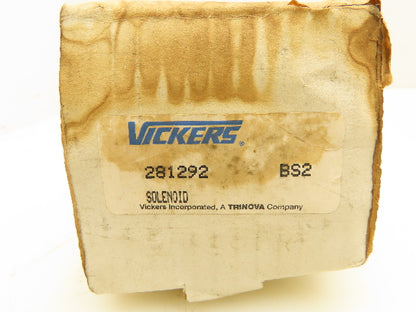 VICKERS®
281292 BS2
SOLENOID
Vickers Incorporated, A TRINOVA Company